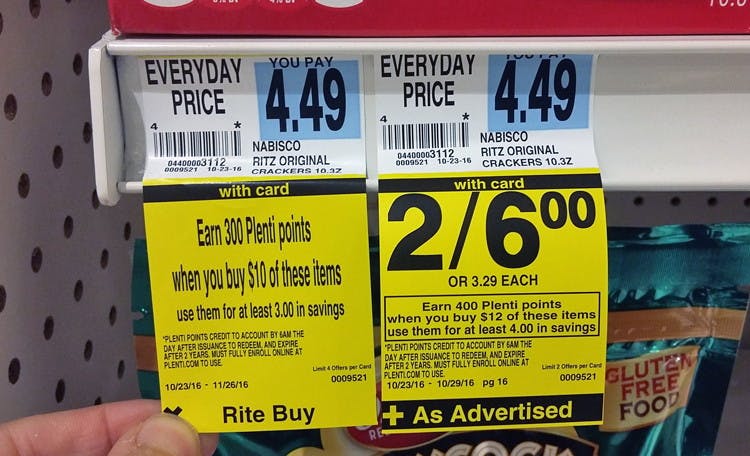 EVERYDAY
PRICE
YOU PAY
4.49
4
*
04400003112
0009521 10-23-16
NABISCO
RITZ ORIGINAL
CRACKERS 10.3Z
with card
Earn 300 Plenti points
when you buy $10 of these items
use them for at least 3.00 in savings
*PLENTI POINTS CREDIT TO ACCOUNT BY 6AM THE
DAY AFTER ISSUANCE TO REDEEM, AND EXPIRE
AFTER 2 YEARS. MUST FULLY ENROLL ONLINE AT
PLENTI.COM TO USE.
Limit 4 Offers per Card
10/23/16 - 11/26/16
0009521
Rite Buy
EVERYDAY
PRICE
YOU PAY
4.49
4
*
04400003112
0009521 10-23-16
NABISCO
RITZ ORIGINAL
CRACKERS 10.3Z
with card
2/600
OR 3.29 EACH
Earn 400 Plenti points
when you buy $12 of these items
use them for at least 4.00 in savings
*PLENTI POINTS CREDIT TO ACCOUNT BY 6AM THE
DAY AFTER ISSUANCE TO REDEEM, AND EXPIRE
AFTER 2 YEARS. MUST FULLY ENROLL ONLINE AT
PLENTI.COM TO USE.
Limit 2 Offers per Card
10/23/16 - 10/29/16 pg 16
0009521
+ As Advertised
GLUTEN
FREE
FOOD